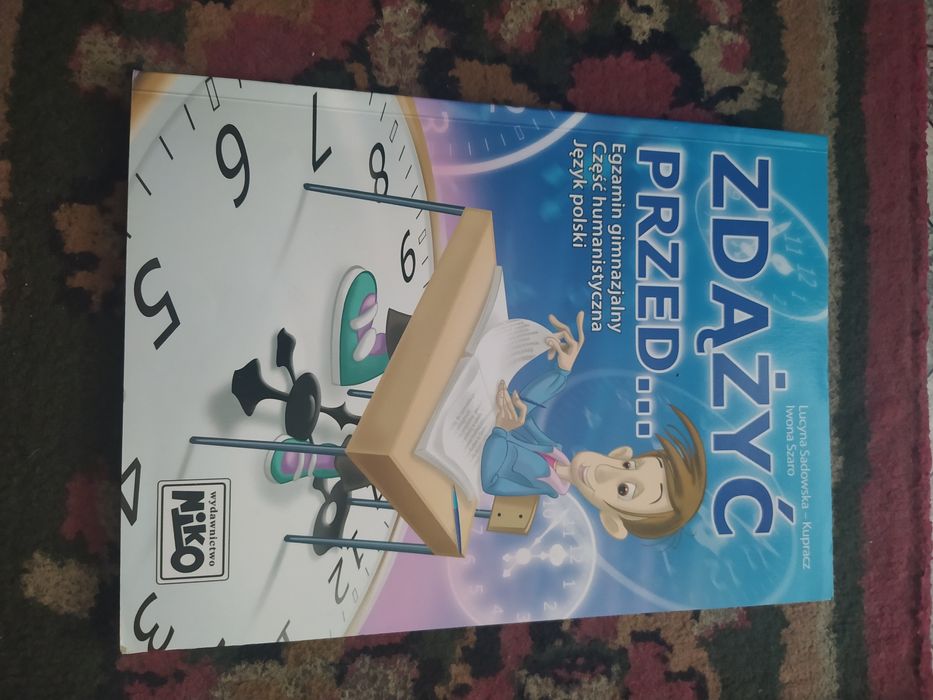 Lucyna Sadowska – Kupracz
Iwona Szaro
ZDĄŻYĆ
PRZED...
Egzamin gimnazjalny
Część humanistyczna
Język polski
wydawnictwo
NiKO